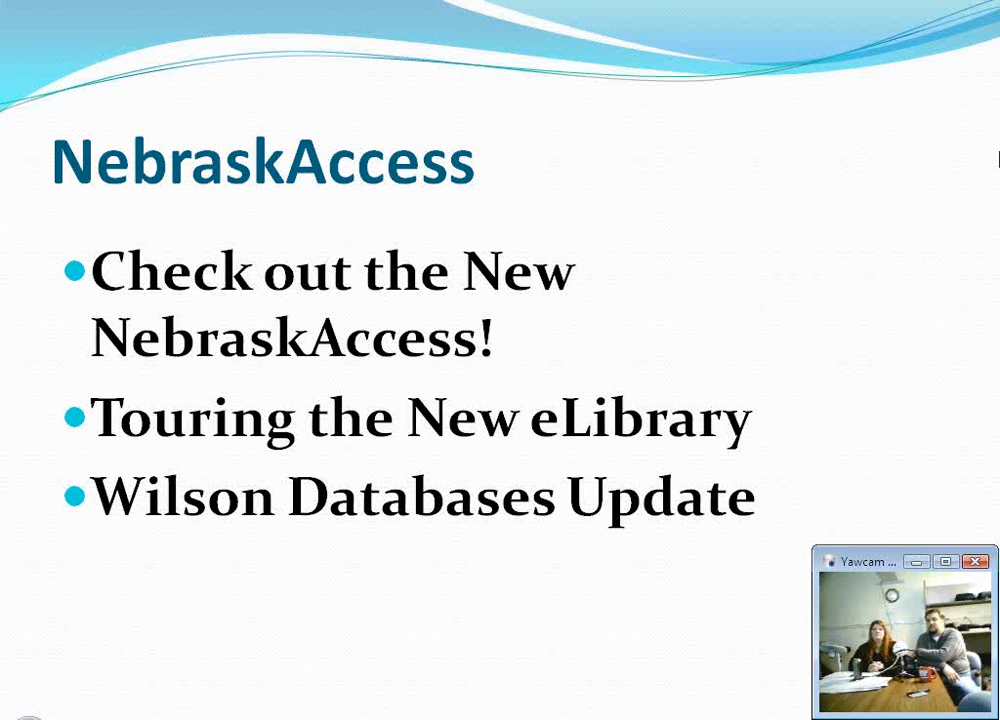 NebraskAccess
Check out the New
NebraskAccess!
Touring the New eLibrary
Wilson Databases Update
Yawcam ...